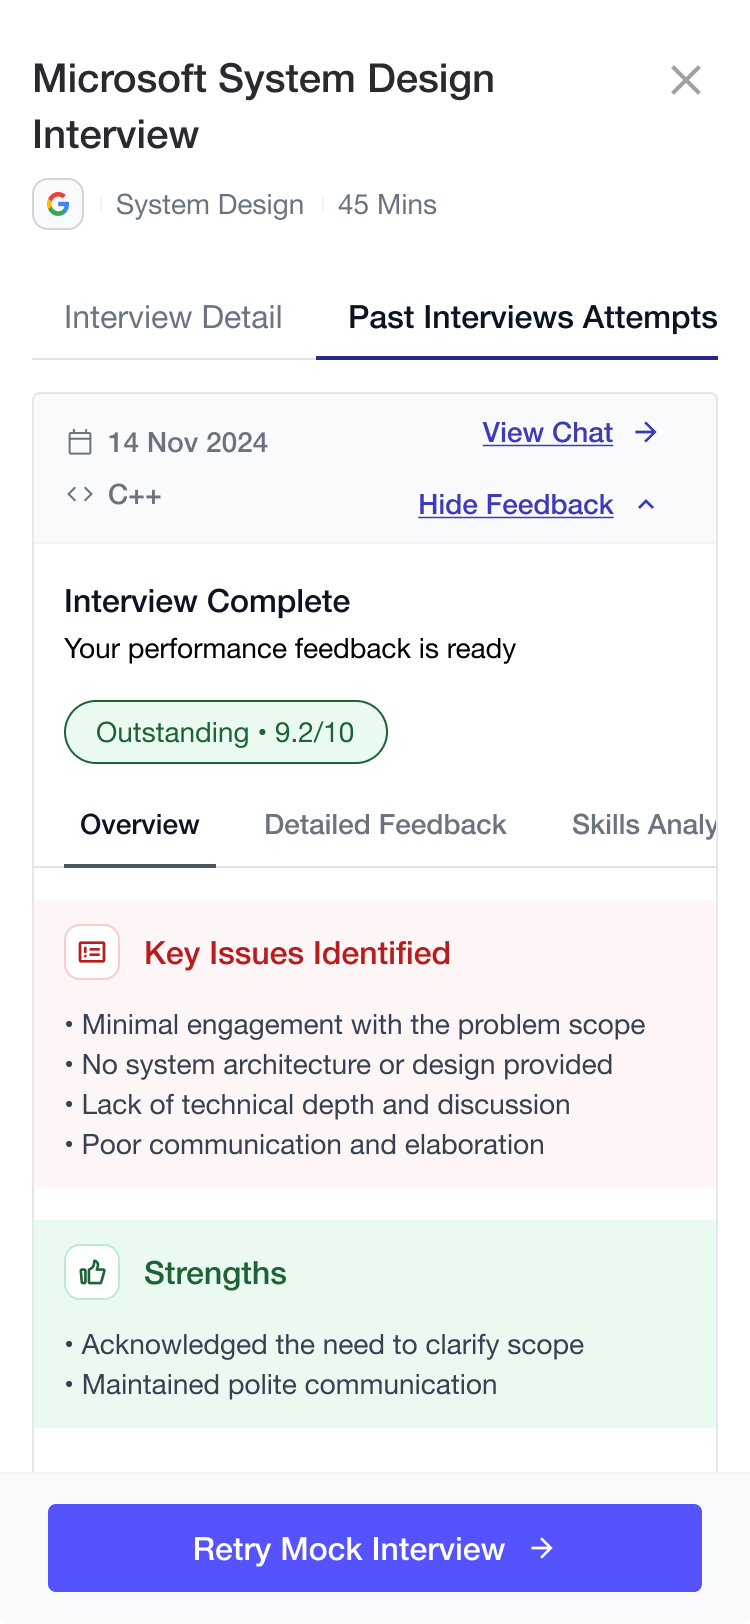 Microsoft System Design
Interview
System Design
45 Mins
Interview Detail
Past Interviews Attempts
14 Nov 2024
View Chat
C++
Hide Feedback
Interview Complete
Your performance feedback is ready
Outstanding • 9.2/10
Overview
Detailed Feedback
Skills Analy
Key Issues Identified
• Minimal engagement with the problem scope
• No system architecture or design provided
• Lack of technical depth and discussion
• Poor communication and elaboration
Strengths
• Acknowledged the need to clarify scope
• Maintained polite communication
Retry Mock Interview